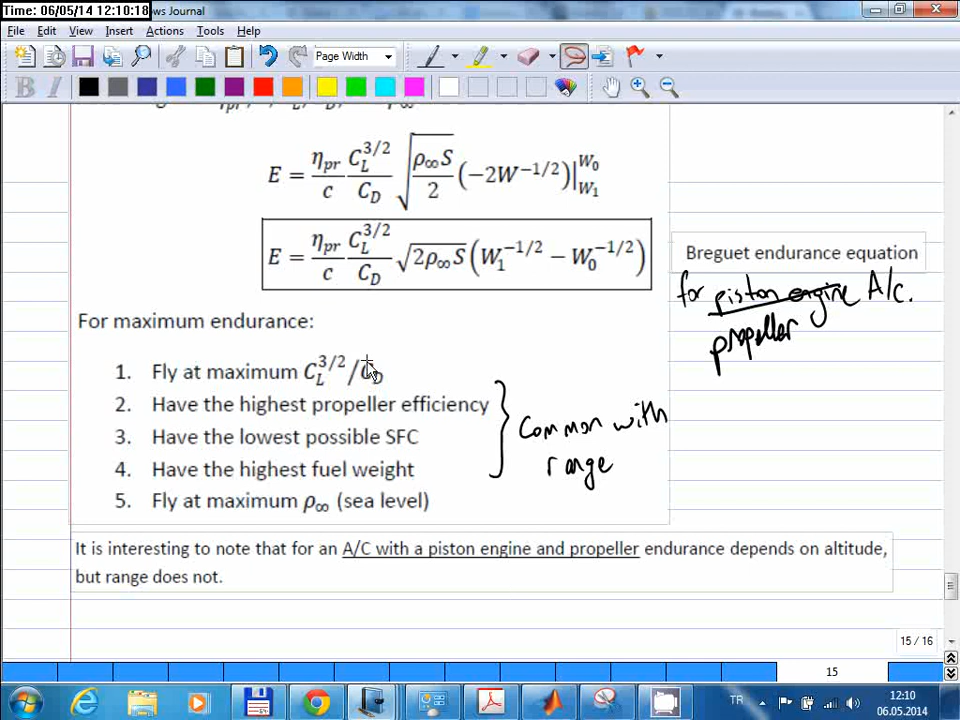 Time: 06/05/14 12:10:18
ws Journal
File Edit View Insert Actions Tools Help
Page Width
B I
E = η_pr/c C_L^3/2/C_D √(ρ∞S/2) (−2W^−1/2)|_W1^W0
E = η_pr/c C_L^3/2/C_D √(2ρ∞S) (W_1^−1/2 − W_0^−1/2)
Breguet endurance equation
for piston engine A/c.
propeller
For maximum endurance:
1. Fly at maximum C_L^3/2/C_D
2. Have the highest propeller efficiency
3. Have the lowest possible SFC
4. Have the highest fuel weight
5. Fly at maximum ρ∞ (sea level)
Common with
range
It is interesting to note that for an A/C with a piston engine and propeller endurance depends on altitude,
but range does not.
15 / 16
15
TR
12:10
06.05.2014